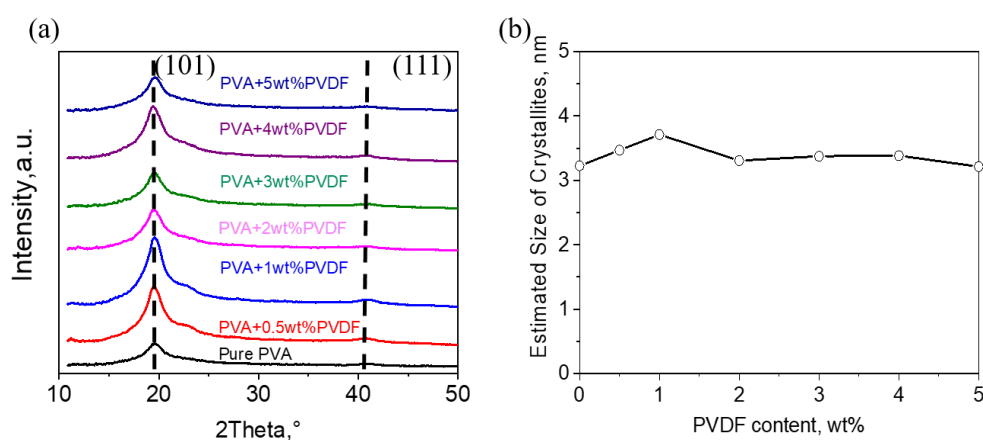 (a)
(101)
(111)
PVA+5wt%PVDF
PVA+4wt%PVDF
PVA+3wt%PVDF
PVA+2wt%PVDF
PVA+1wt%PVDF
PVA+0.5wt%PVDF
Pure PVA
Intensity,a.u.
10
20
30
40
50
2Theta,°
(b)
Estimated Size of Crystallites, nm
5
4
3
2
1
0
0
1
2
3
4
5
PVDF content, wt%